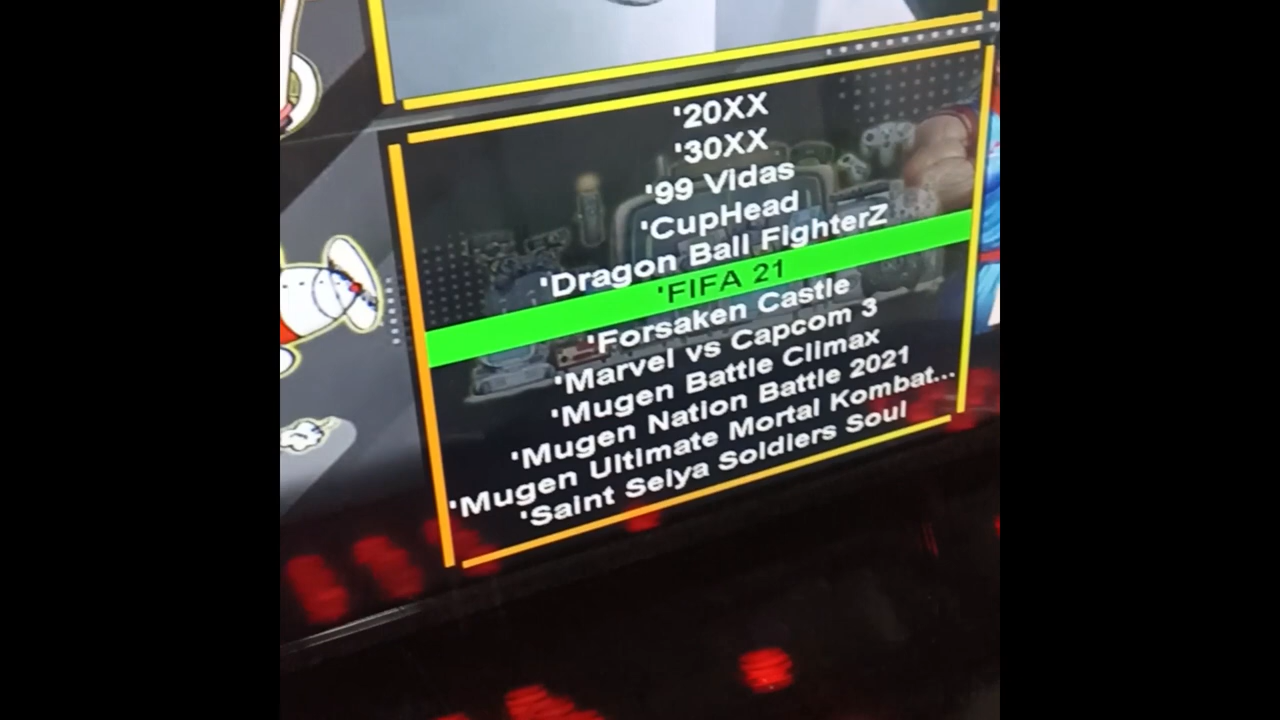 '20XX
'30XX
'99 Vidas
'CupHead
'Dragon Ball FighterZ
'FIFA 21
'Forsaken Castle
'Marvel vs Capcom 3
'Mugen Battle Climax
'Mugen Nation Battle 2021
'Mugen Ultimate Mortal Kombat...
'Saint Seiya Soldiers Soul